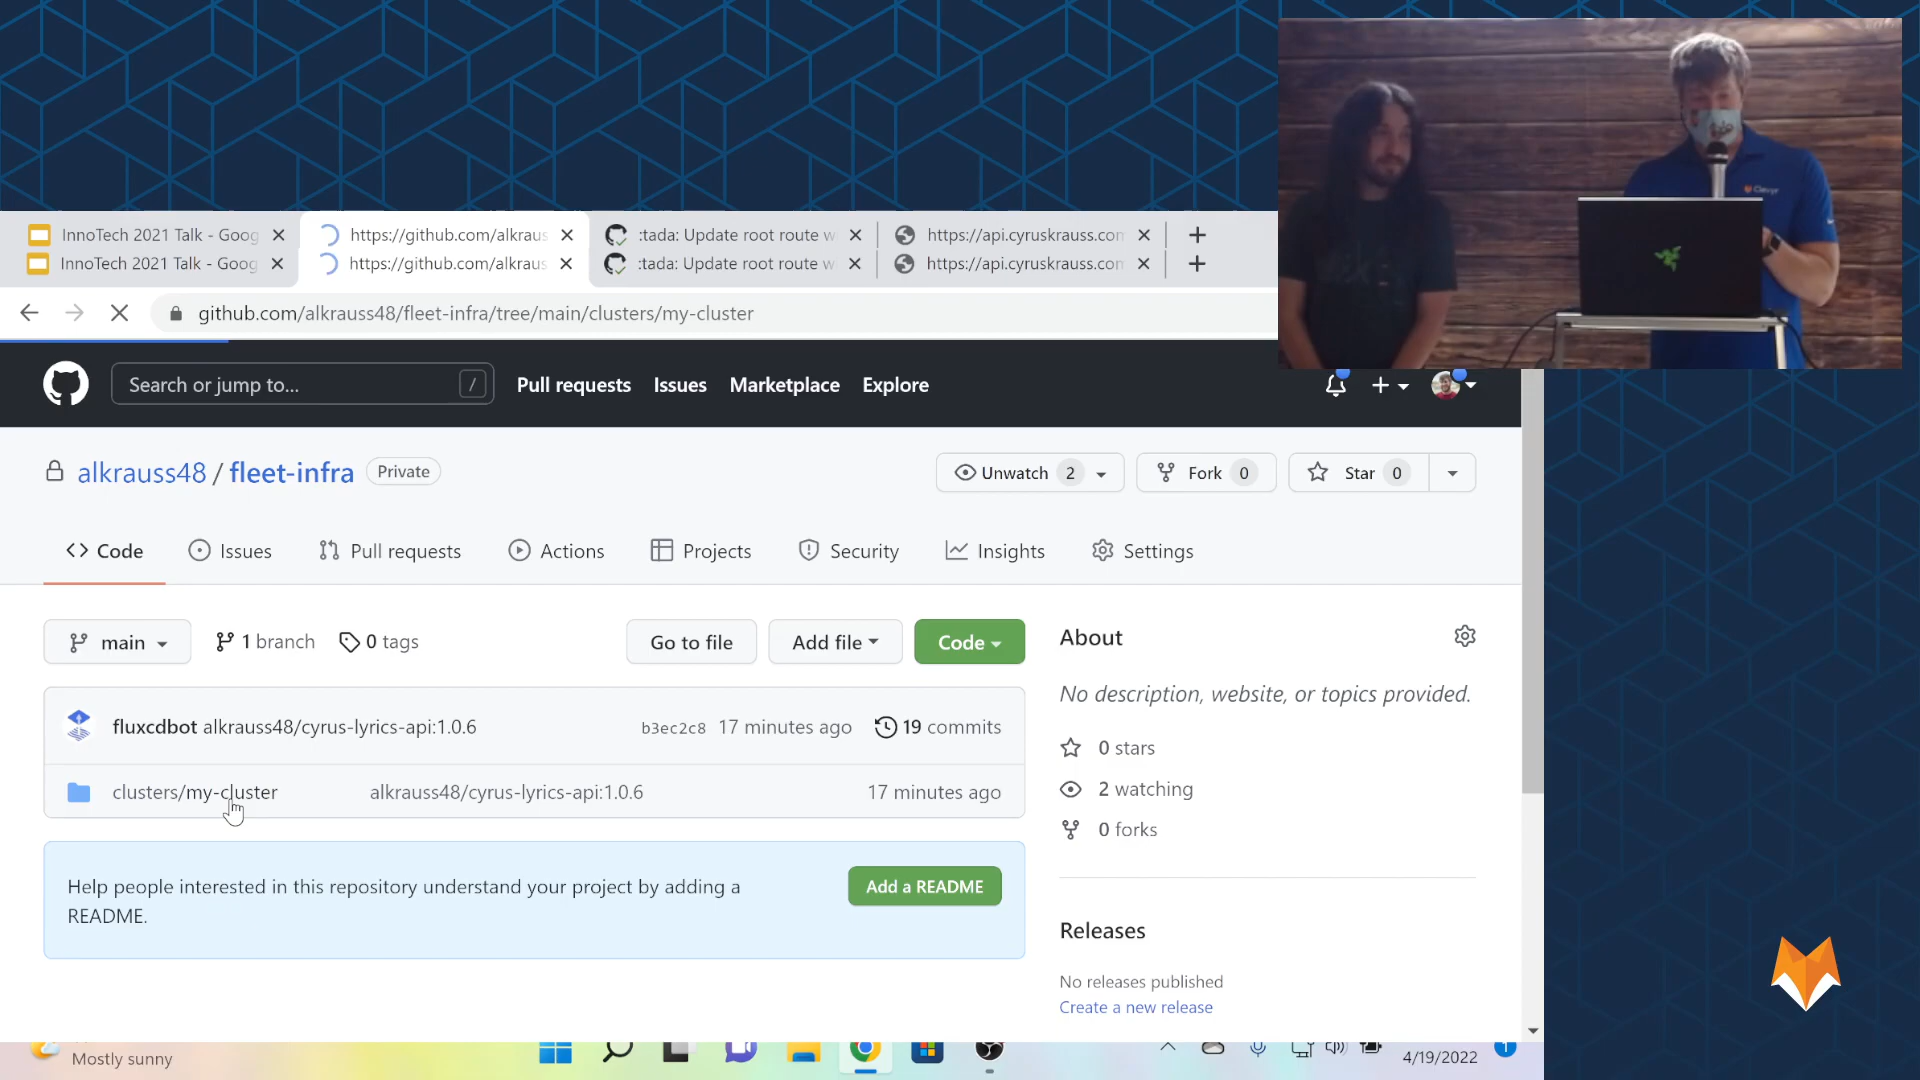 InnoTech 2021 Talk - Goog
https://github.com/alkraus
:tada: Update root route w
https://api.cyruskrauss.com
InnoTech 2021 Talk - Goog
https://github.com/alkraus
:tada: Update root route w
https://api.cyruskrauss.com
github.com/alkrauss48/fleet-infra/tree/main/clusters/my-cluster
Search or jump to... /
Pull requests
Issues
Marketplace
Explore
alkrauss48 / fleet-infra Private
Unwatch 2
Fork 0
Star 0
Code
Issues
Pull requests
Actions
Projects
Security
Insights
Settings
main
1 branch
0 tags
Go to file
Add file
Code
fluxcdbot alkrauss48/cyrus-lyrics-api:1.0.6 b3ec2c8 17 minutes ago 19 commits
clusters/my-cluster alkrauss48/cyrus-lyrics-api:1.0.6 17 minutes ago
Help people interested in this repository understand your project by adding a
README.
Add a README
About
No description, website, or topics provided.
0 stars
2 watching
0 forks
Releases
No releases published
Create a new release
Clevyr
Mostly sunny
4/19/2022
1